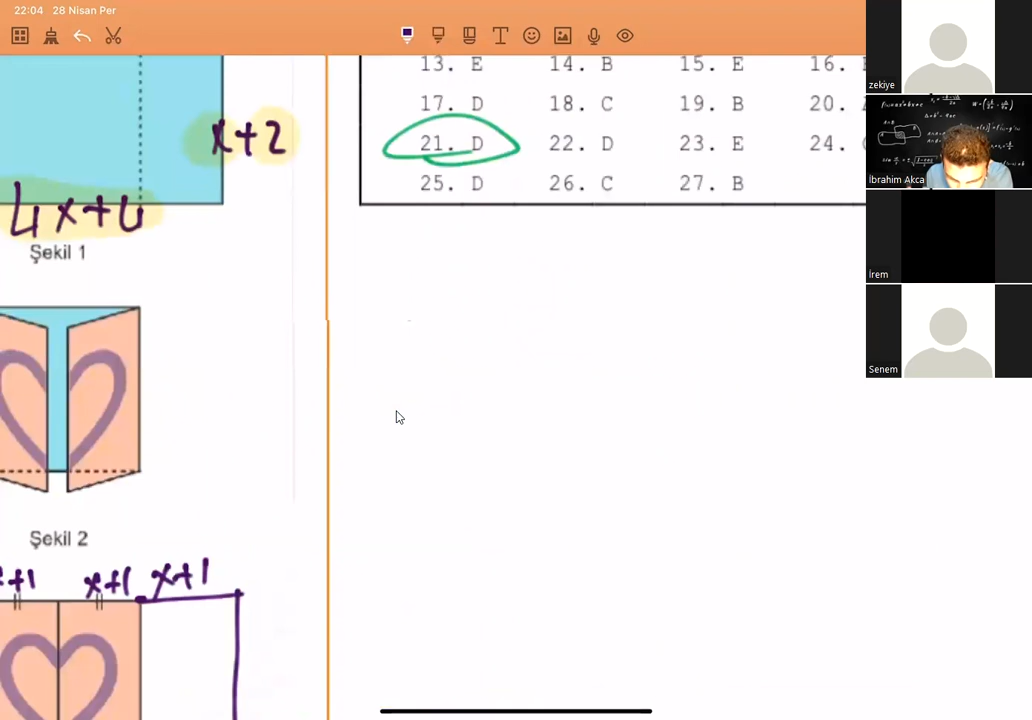 22:04 28 Nisan Per
13. E 14. B 15. E 16.
17. D 18. C 19. B 20.
21. D 22. D 23. E 24.
25. D 26. C 27. B
x+2
4x+4
Şekil 1
Şekil 2
x+1 x+1 x+1
zekiye
İbrahim Akca
İrem
Senem